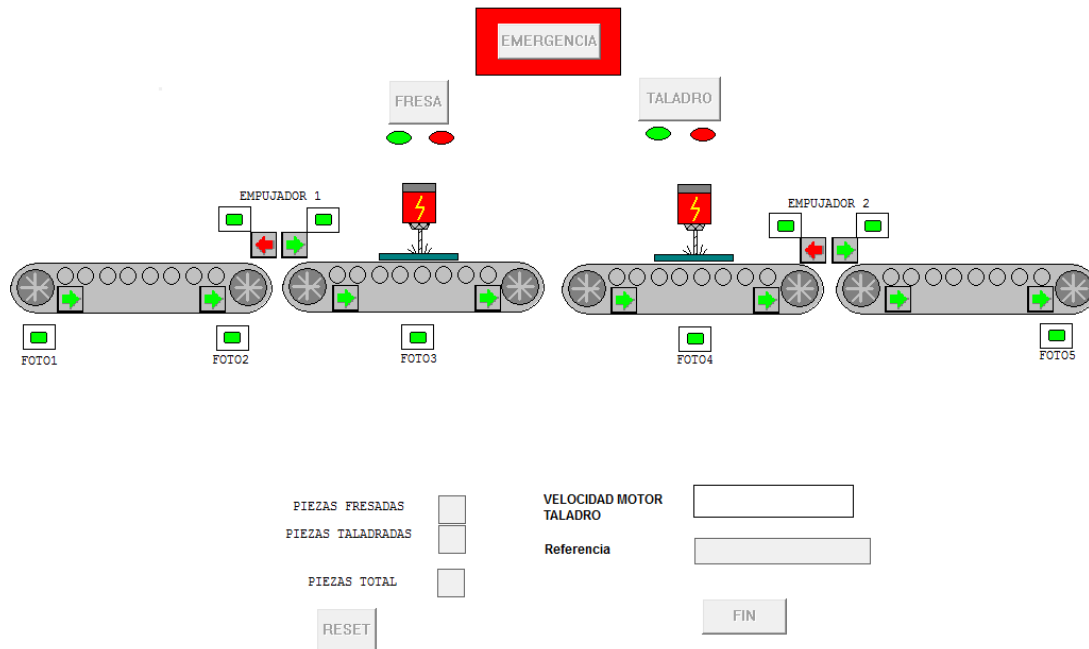 EMERGENCIA
FRESA
TALADRO
EMPUJADOR 1
EMPUJADOR 2
FOTO1
FOTO2
FOTO3
FOTO4
FOTO5
PIEZAS FRESADAS
PIEZAS TALADRADAS
PIEZAS TOTAL
RESET
VELOCIDAD MOTOR
TALADRO
Referencia
FIN